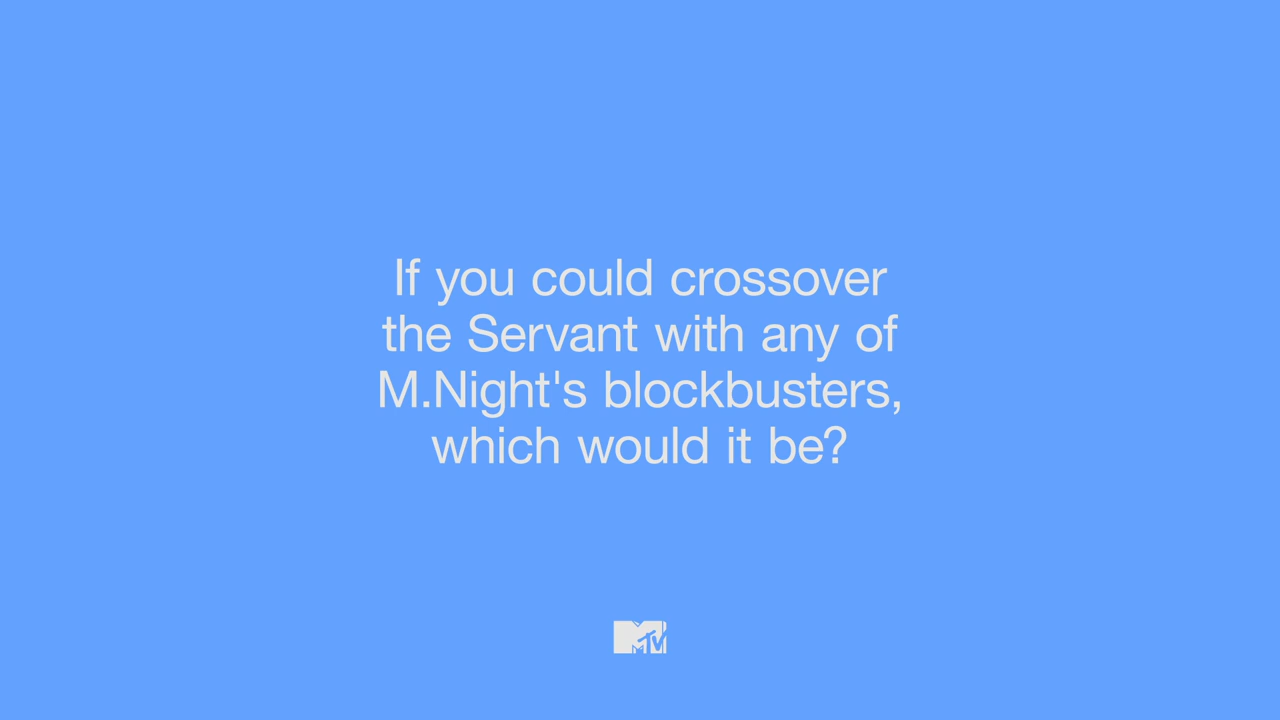 If you could crossover
the Servant with any of
M.Night's blockbusters,
which would it be?
MTV